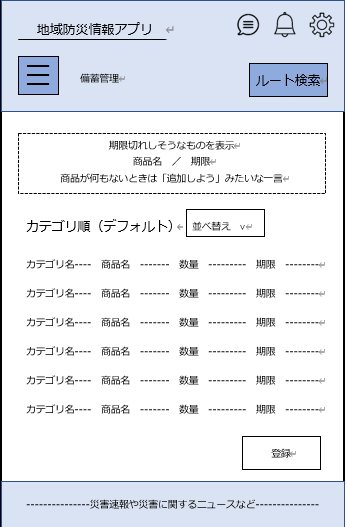 地域防災情報アプリ
備蓄管理
ルート検索
期限切れしそうなものを表示
商品名　／　期限
商品が何もないときは「追加しよう」みたいな一言
カテゴリ順（デフォルト）
並べ替え　v
カテゴリ名----　商品名　-------　数量　---------　期限　--------
カテゴリ名----　商品名　-------　数量　---------　期限　--------
カテゴリ名----　商品名　-------　数量　---------　期限　--------
カテゴリ名----　商品名　-------　数量　---------　期限　--------
カテゴリ名----　商品名　-------　数量　---------　期限　--------
カテゴリ名----　商品名　-------　数量　---------　期限　--------
登録
---------------災害速報や災害に関するニュースなど---------------